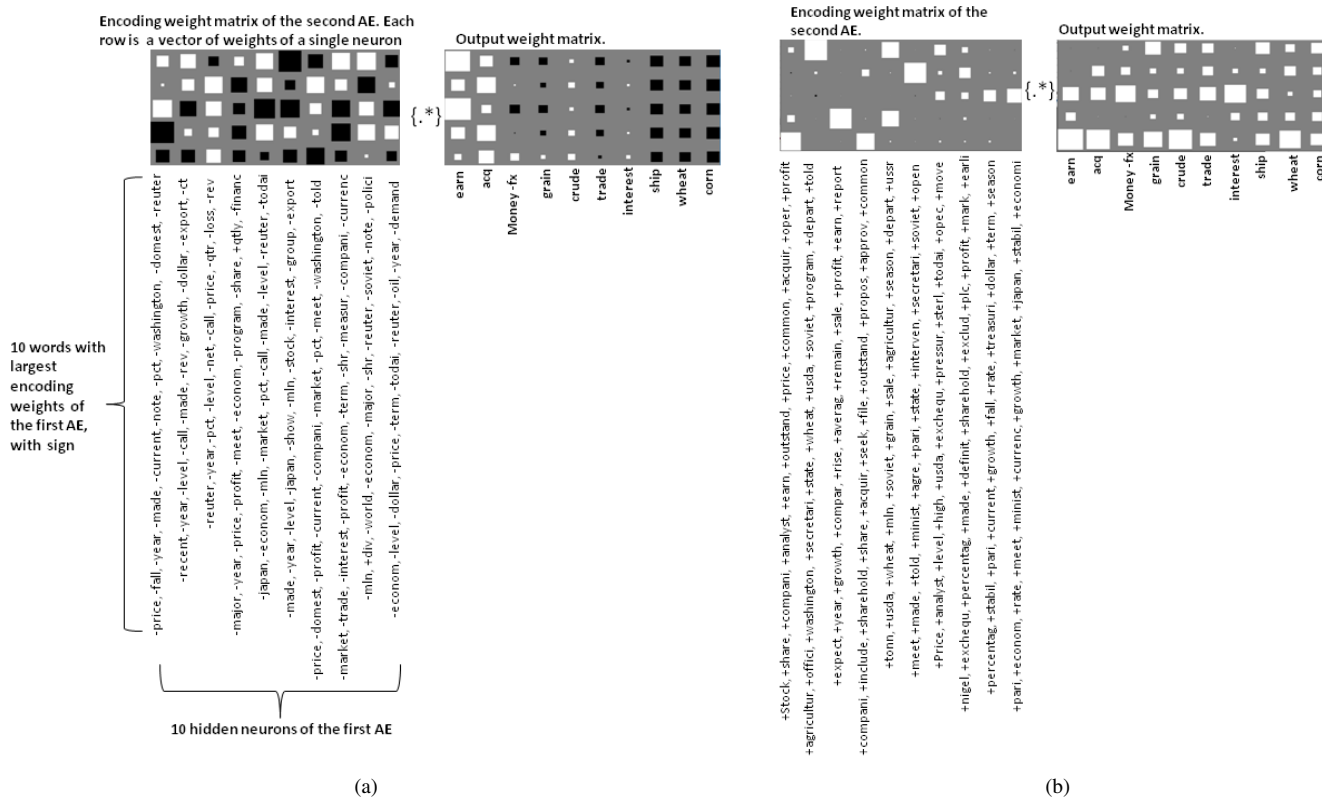 Encoding weight matrix of the second AE. Each
row is a vector of weights of a single neuron
Output weight matrix.
{.*}
earn
acq
Money -fx
grain
crude
trade
interest
ship
wheat
corn
10 words with
largest
encoding
weights of
the first AE,
with sign
-price, -fall, -year, -made, -current, -note, -pct, -washington, -domest, -reuter
-recent, -year, -level, -call, -made, -rev, -growth, -dollar, -export, -ct
-reuter, -year, -pct, -level, -net, -call, -price, -qtr, -loss, -rev
-major, -year, -price, -profit, -meet, -econom, -program, -share, +qtly, -financ
-japan, -econom, -mln, -market, -pct, -call, -made, -level, -reuter, -todai
-made, -year, -level, -japan, -show, -mln, -stock, -interest, -group, -export
-price, -domest, -profit, -current, -compani, -market, -pct, -meet, -washington, -told
-market, -trade, -interest, -profit, -econom, -term, -shr, -measur, -compani, -currenc
-mln, +div, -world, -econom, -major, -shr, -reuter, -soviet, -note, -polici
-econom, -level, -dollar, -price, -term, -todai, -reuter, -oil, -year, -demand
10 hidden neurons of the first AE
(a)
Encoding weight matrix of the
second AE.
Output weight matrix.
{.*}
earn
acq
Money -fx
grain
crude
trade
interest
ship
wheat
corn
+Stock, +share, +compani, +analyst, +earn, +outstand, +price, +common, +acquir, +oper, +profit
+agricultur, +offici, +washington, +secretari, +state, +wheat, +usda, +soviet, +program, +depart, +told
+expect, +year, +growth, +compar, +rise, +averag, +remain, +sale, +profit, +earn, +report
+compani, +include, +sharehold, +share, +acquir, +seek, +file, +outstand, +propos, +approv, +common
+tonn, +usda, +wheat, +mln, +soviet, +grain, +sale, +agricultur, +season, +depart, +ussr
+meet, +made, +told, +minist, +agre, +pari, +state, +interven, +secretari, +soviet, +open
+Price, +analyst, +level, +high, +usda, +exchequ, +pressur, +sterl, +todai, +opec, +move
+nigel, +exchequ, +percentag, +made, +definit, +sharehold, +exclud, +plc, +profit, +mark, +earli
+percentag, +stabil, +pari, +current, +growth, +fall, +rate, +treasuri, +dollar, +term, +season
+pari, +econom, +rate, +meet, +minist, +currenc, +growth, +market, +japan, +stabil, +economi
(b)